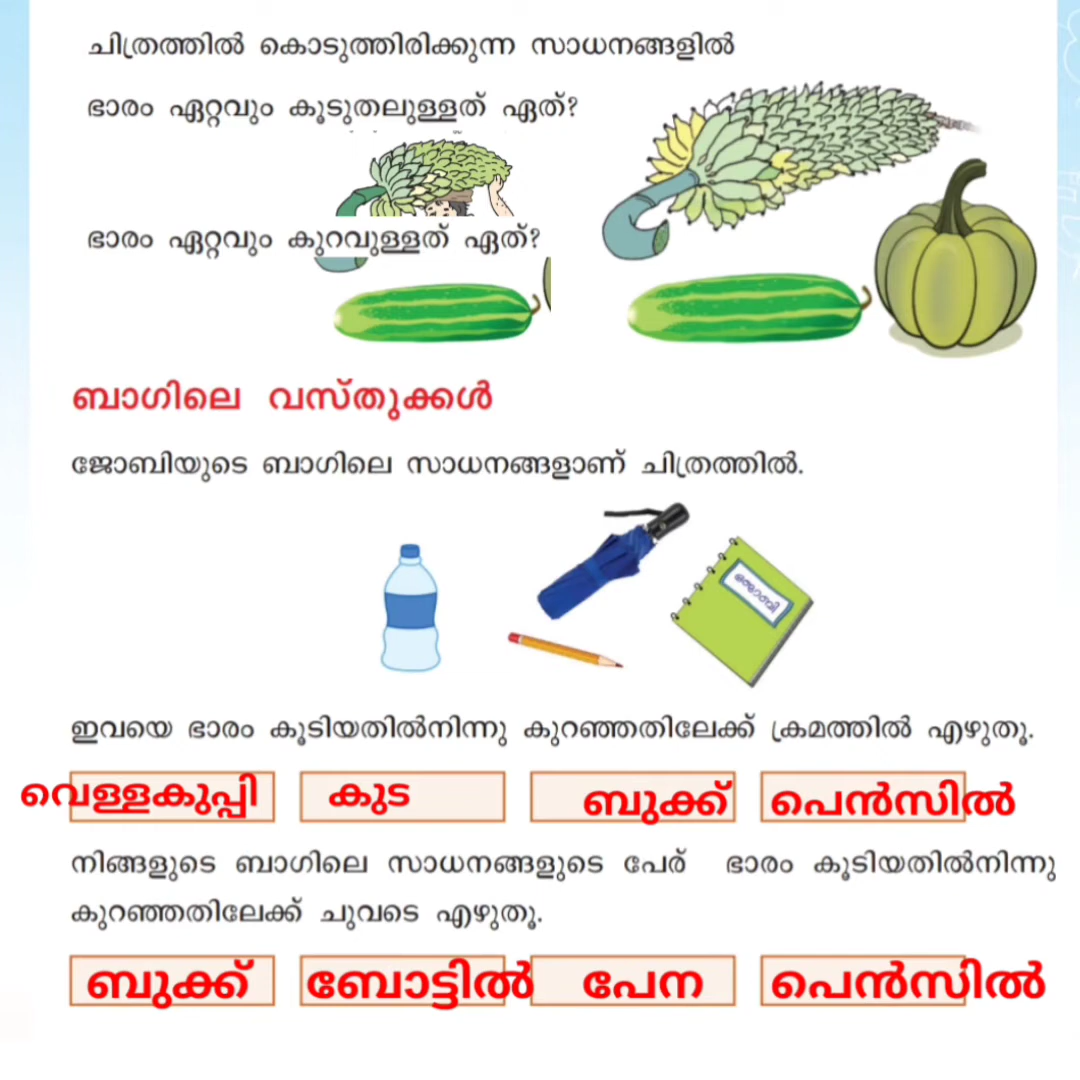 ചിത്രത്തിൽ കൊടുത്തിരിക്കുന്ന സാധനങ്ങളിൽ
ഭാരം ഏറ്റവും കൂടുതലുള്ളത് ഏത്?
ഭാരം ഏറ്റവും കുറവുള്ളത് ഏത്?
ബാഗിലെ വസ്തുക്കൾ
ജോബിയുടെ ബാഗിലെ സാധനങ്ങളാണ് ചിത്രത്തിൽ.
ഇവയെ ഭാരം കൂടിയതിൽനിന്നു കുറഞ്ഞതിലേക്ക് ക്രമത്തിൽ എഴുതൂ.
വെള്ളകുപ്പി കുട ബുക്ക് പെൻസിൽ
നിങ്ങളുടെ ബാഗിലെ സാധനങ്ങളുടെ പേര് ഭാരം കൂടിയതിൽനിന്നു
കുറഞ്ഞതിലേക്ക് ചുവടെ എഴുതൂ.
ബുക്ക് ബോട്ടിൽ പേന പെൻസിൽ